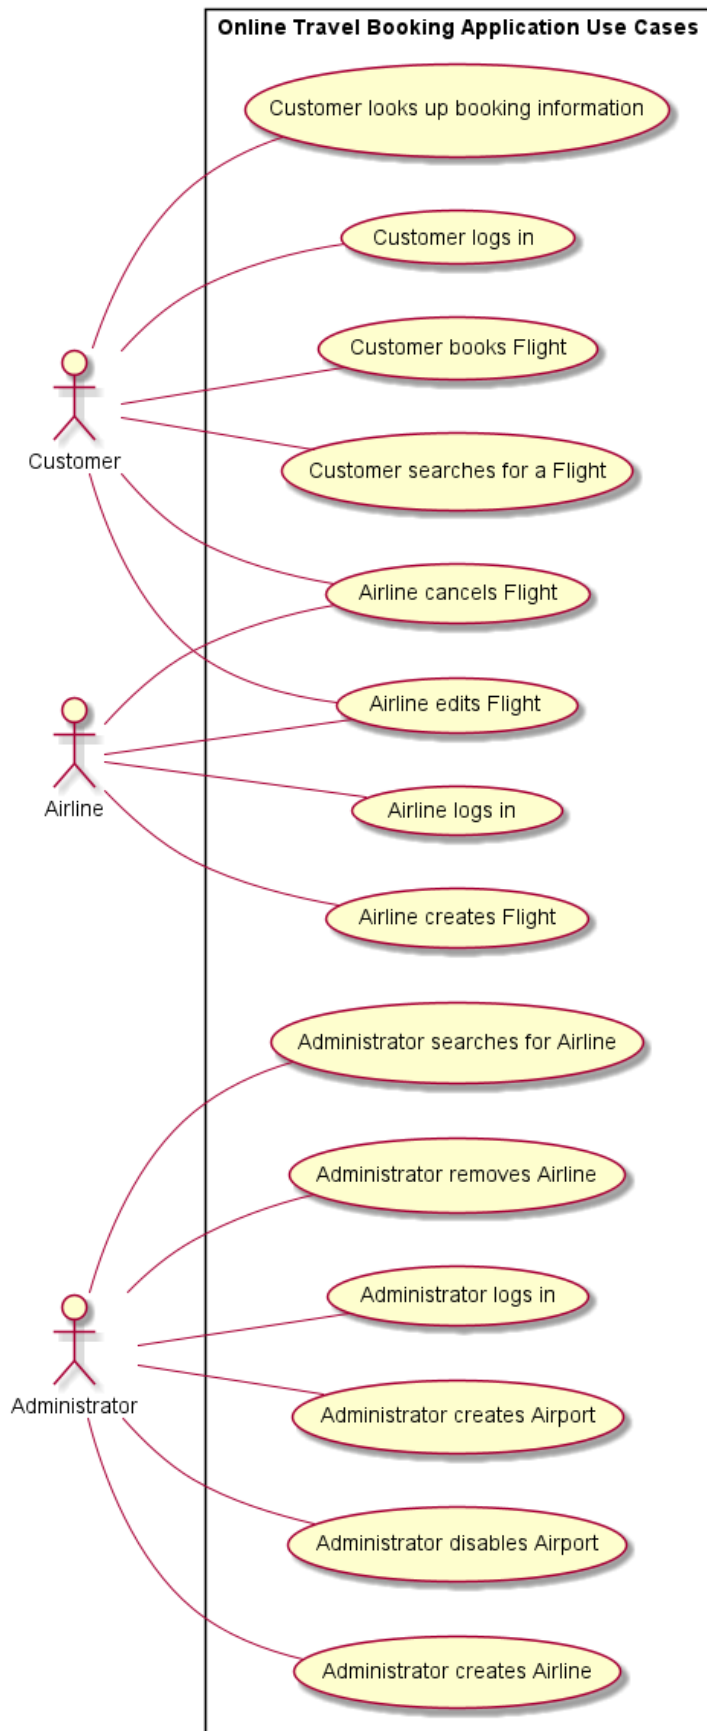 Online Travel Booking Application Use Cases
Customer looks up booking information
Customer logs in
Customer books Flight
Customer searches for a Flight
Customer
Airline cancels Flight
Airline edits Flight
Airline logs in
Airline
Airline creates Flight
Administrator searches for Airline
Administrator removes Airline
Administrator logs in
Administrator creates Airport
Administrator
Administrator disables Airport
Administrator creates Airline